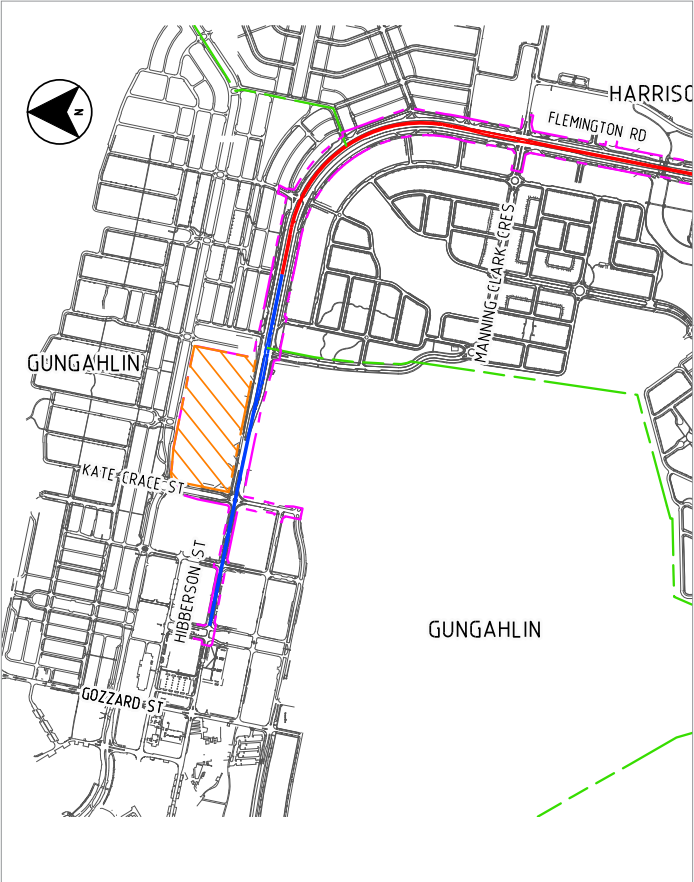 HARRISO
FLEMINGTON RD
N
MANNING CLARK CRES
GUNGAHLIN
KATE CRACE ST
HIBBERSON ST
GUNGAHLIN
GOZZARD ST